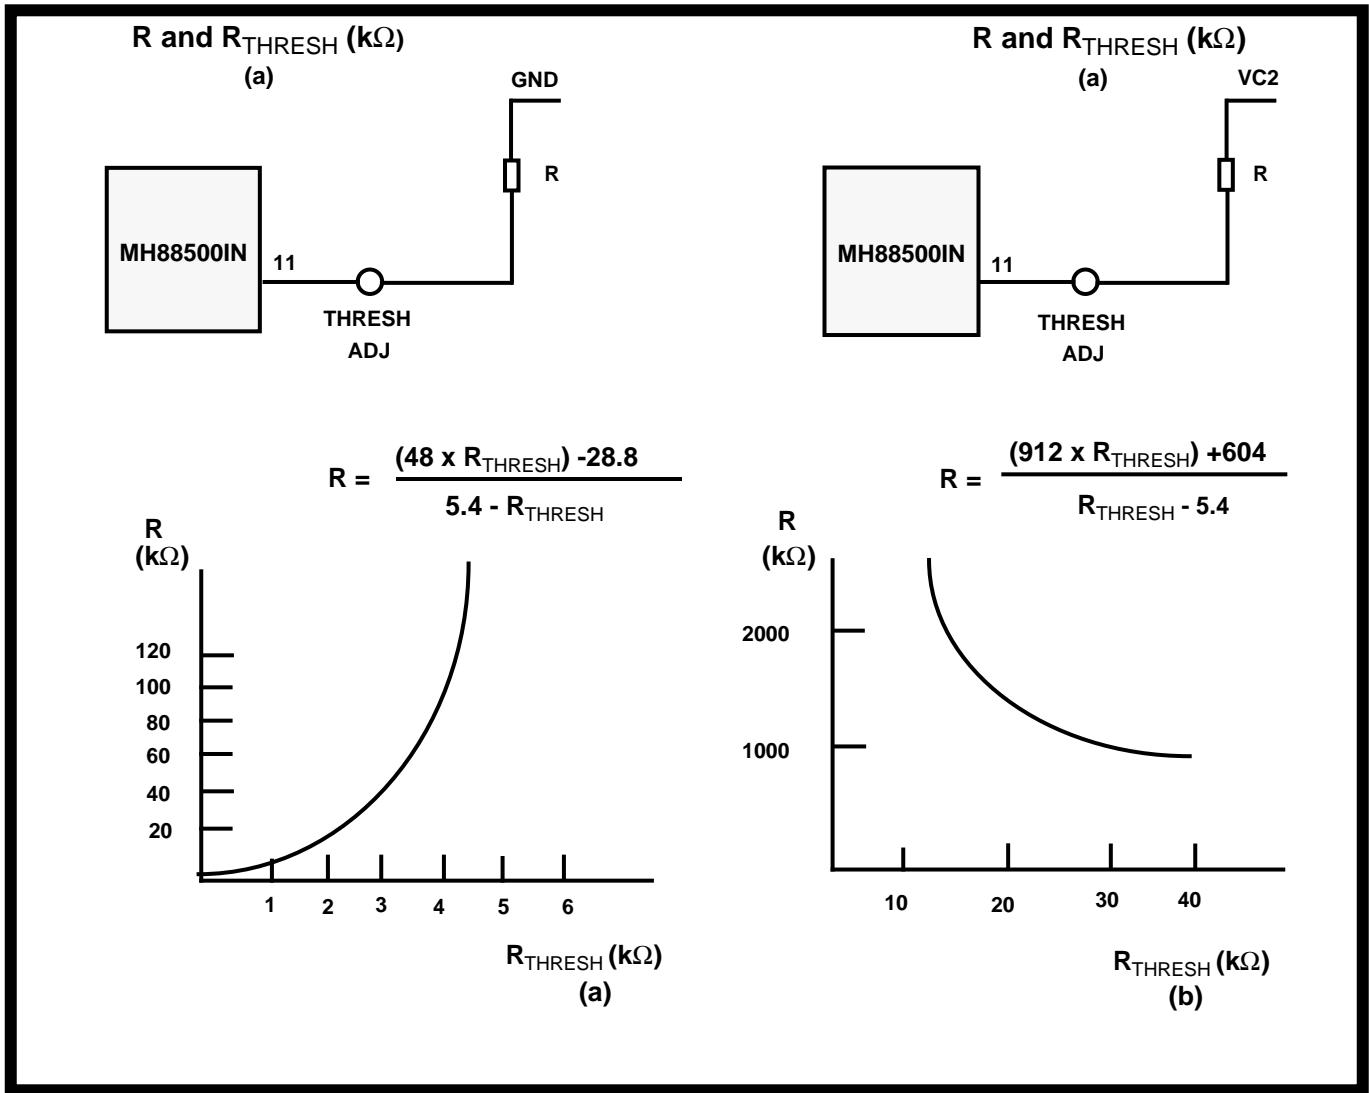 R and RTHRESH (kΩ)
(a)
GND
R
MH88500IN
11
THRESH
ADJ
R = (48 x RTHRESH) -28.8
5.4 - RTHRESH
R
(kΩ)
120
100
80
60
40
20
1 2 3 4 5 6
RTHRESH (kΩ)
(a)
R and RTHRESH (kΩ)
(a)
VC2
R
MH88500IN
11
THRESH
ADJ
R = (912 x RTHRESH) +604
RTHRESH - 5.4
R
(kΩ)
2000
1000
10 20 30 40
RTHRESH (kΩ)
(b)